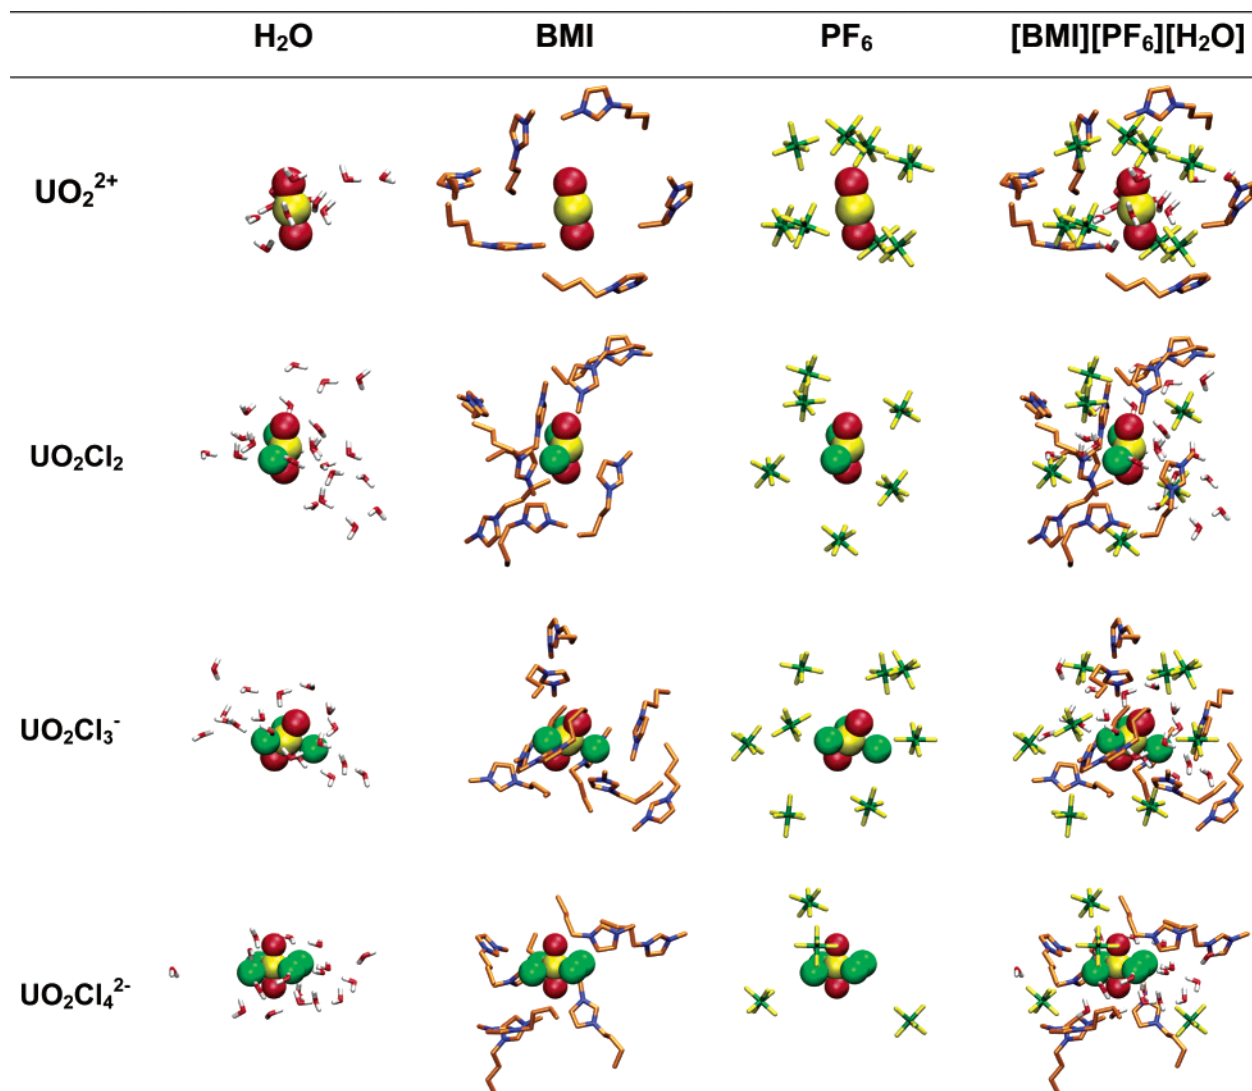 H₂O BMI PF₆ [BMI][PF₆][H₂O]
UO₂²⁺
UO₂Cl₂
UO₂Cl₃⁻
UO₂Cl₄²⁻